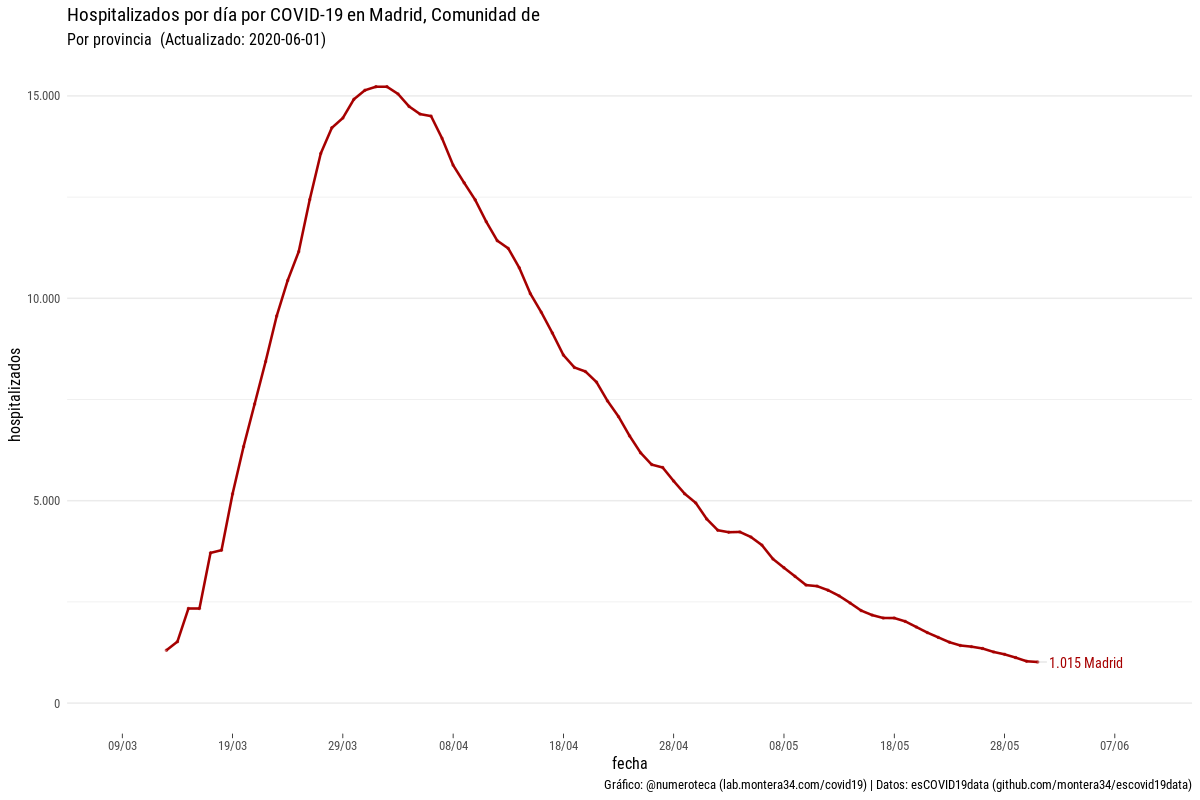 Hospitalizados por día por COVID-19 en Madrid, Comunidad de
Por provincia  (Actualizado: 2020-06-01)
hospitalizados
15.000
10.000
5.000
0
1.015 Madrid
09/03
19/03
29/03
08/04
18/04
28/04
08/05
18/05
28/05
07/06
fecha
Gráfico: @numeroteca (lab.montera34.com/covid19) | Datos: esCOVID19data (github.com/montera34/escovid19data)